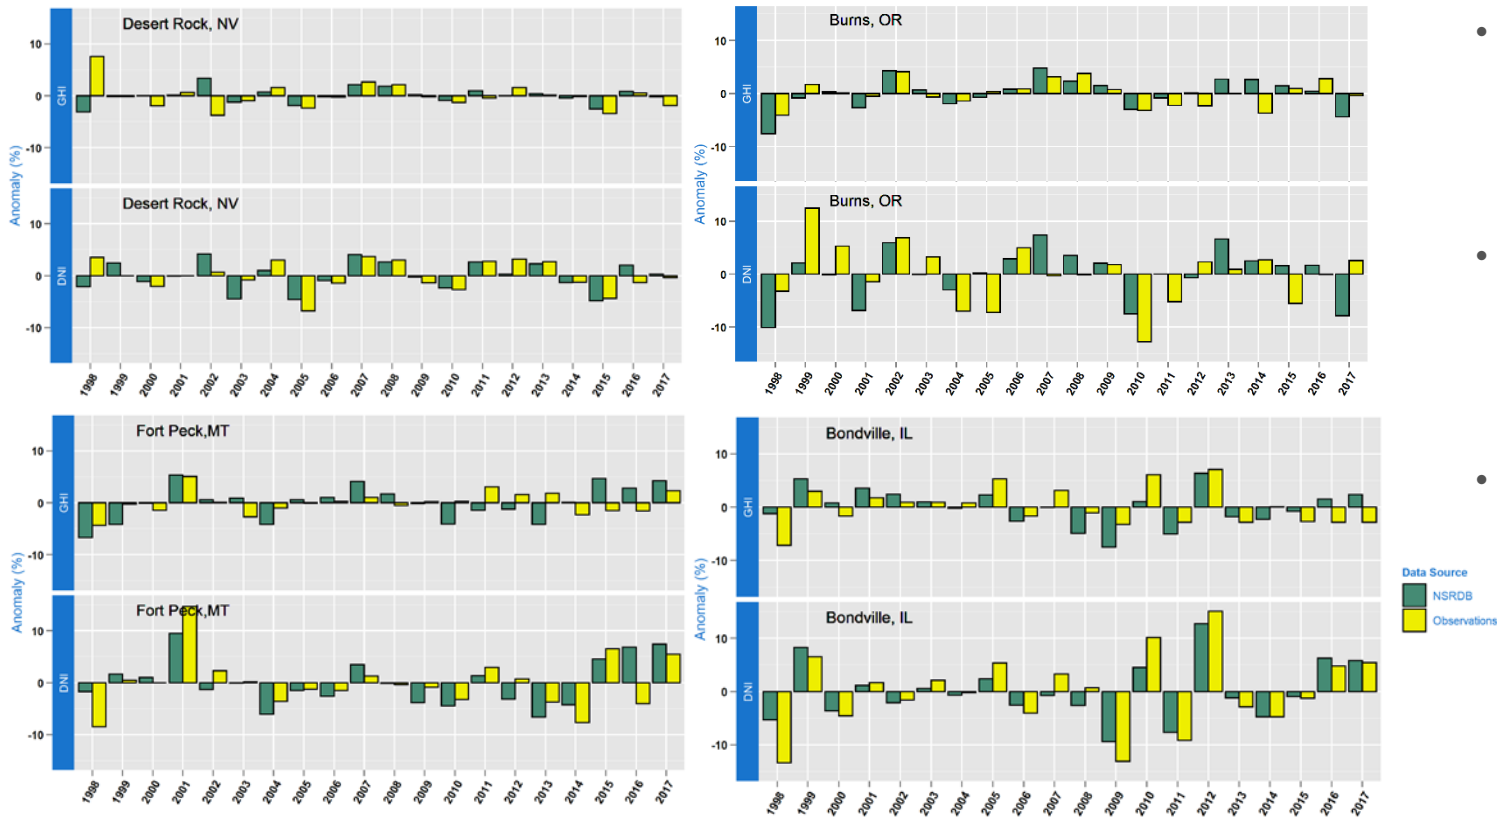 Desert Rock, NV
10
0
-10
GHI
Desert Rock, NV
10
0
-10
DNI
Anomaly (%)
1998 1999 2000 2001 2002 2003 2004 2005 2006 2007 2008 2009 2010 2011 2012 2013 2014 2015 2016 2017
Burns, OR
10
0
-10
GHI
Burns, OR
10
0
-10
DNI
Anomaly (%)
1998 1999 2000 2001 2002 2003 2004 2005 2006 2007 2008 2009 2010 2011 2012 2013 2014 2015 2016 2017
Fort Peck,MT
10
0
-10
GHI
Fort Peck,MT
10
0
-10
DNI
Anomaly (%)
1998 1999 2000 2001 2002 2003 2004 2005 2006 2007 2008 2009 2010 2011 2012 2013 2014 2015 2016 2017
Bondville, IL
10
0
-10
GHI
Bondville, IL
10
0
-10
DNI
Anomaly (%)
1998 1999 2000 2001 2002 2003 2004 2005 2006 2007 2008 2009 2010 2011 2012 2013 2014 2015 2016 2017
Data Source
NSRDB
Observations